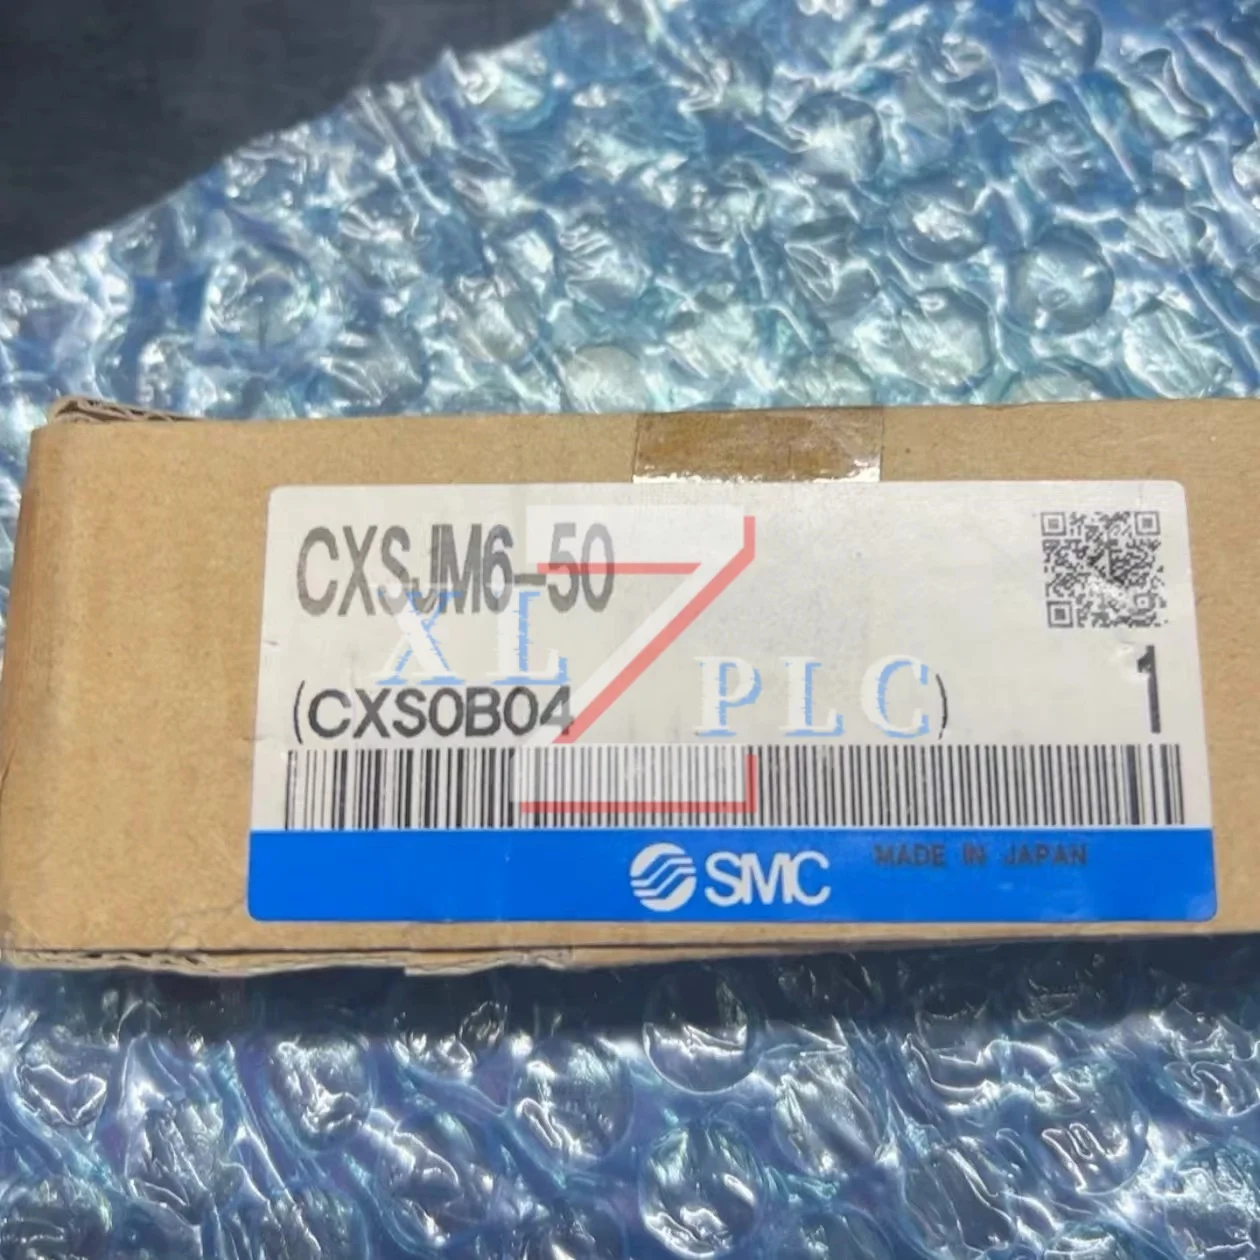 CXSJM6-50
XL Z PLC
(CXS0B04 )
1
SMC MADE IN JAPAN